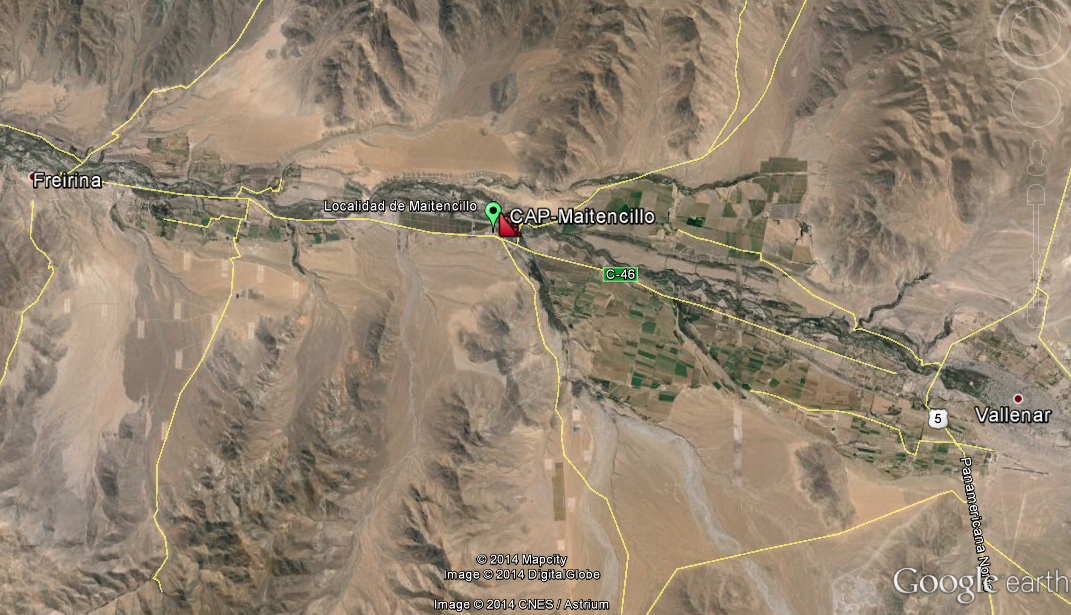 Freirina
Localidad de Maitencillo
CAP-Maitencillo
C-46
5
Vallenar
Panamericana Norte
© 2014 Mapcity
Image © 2014 DigitalGlobe
Image © 2014 CNES / Astrium
Google earth